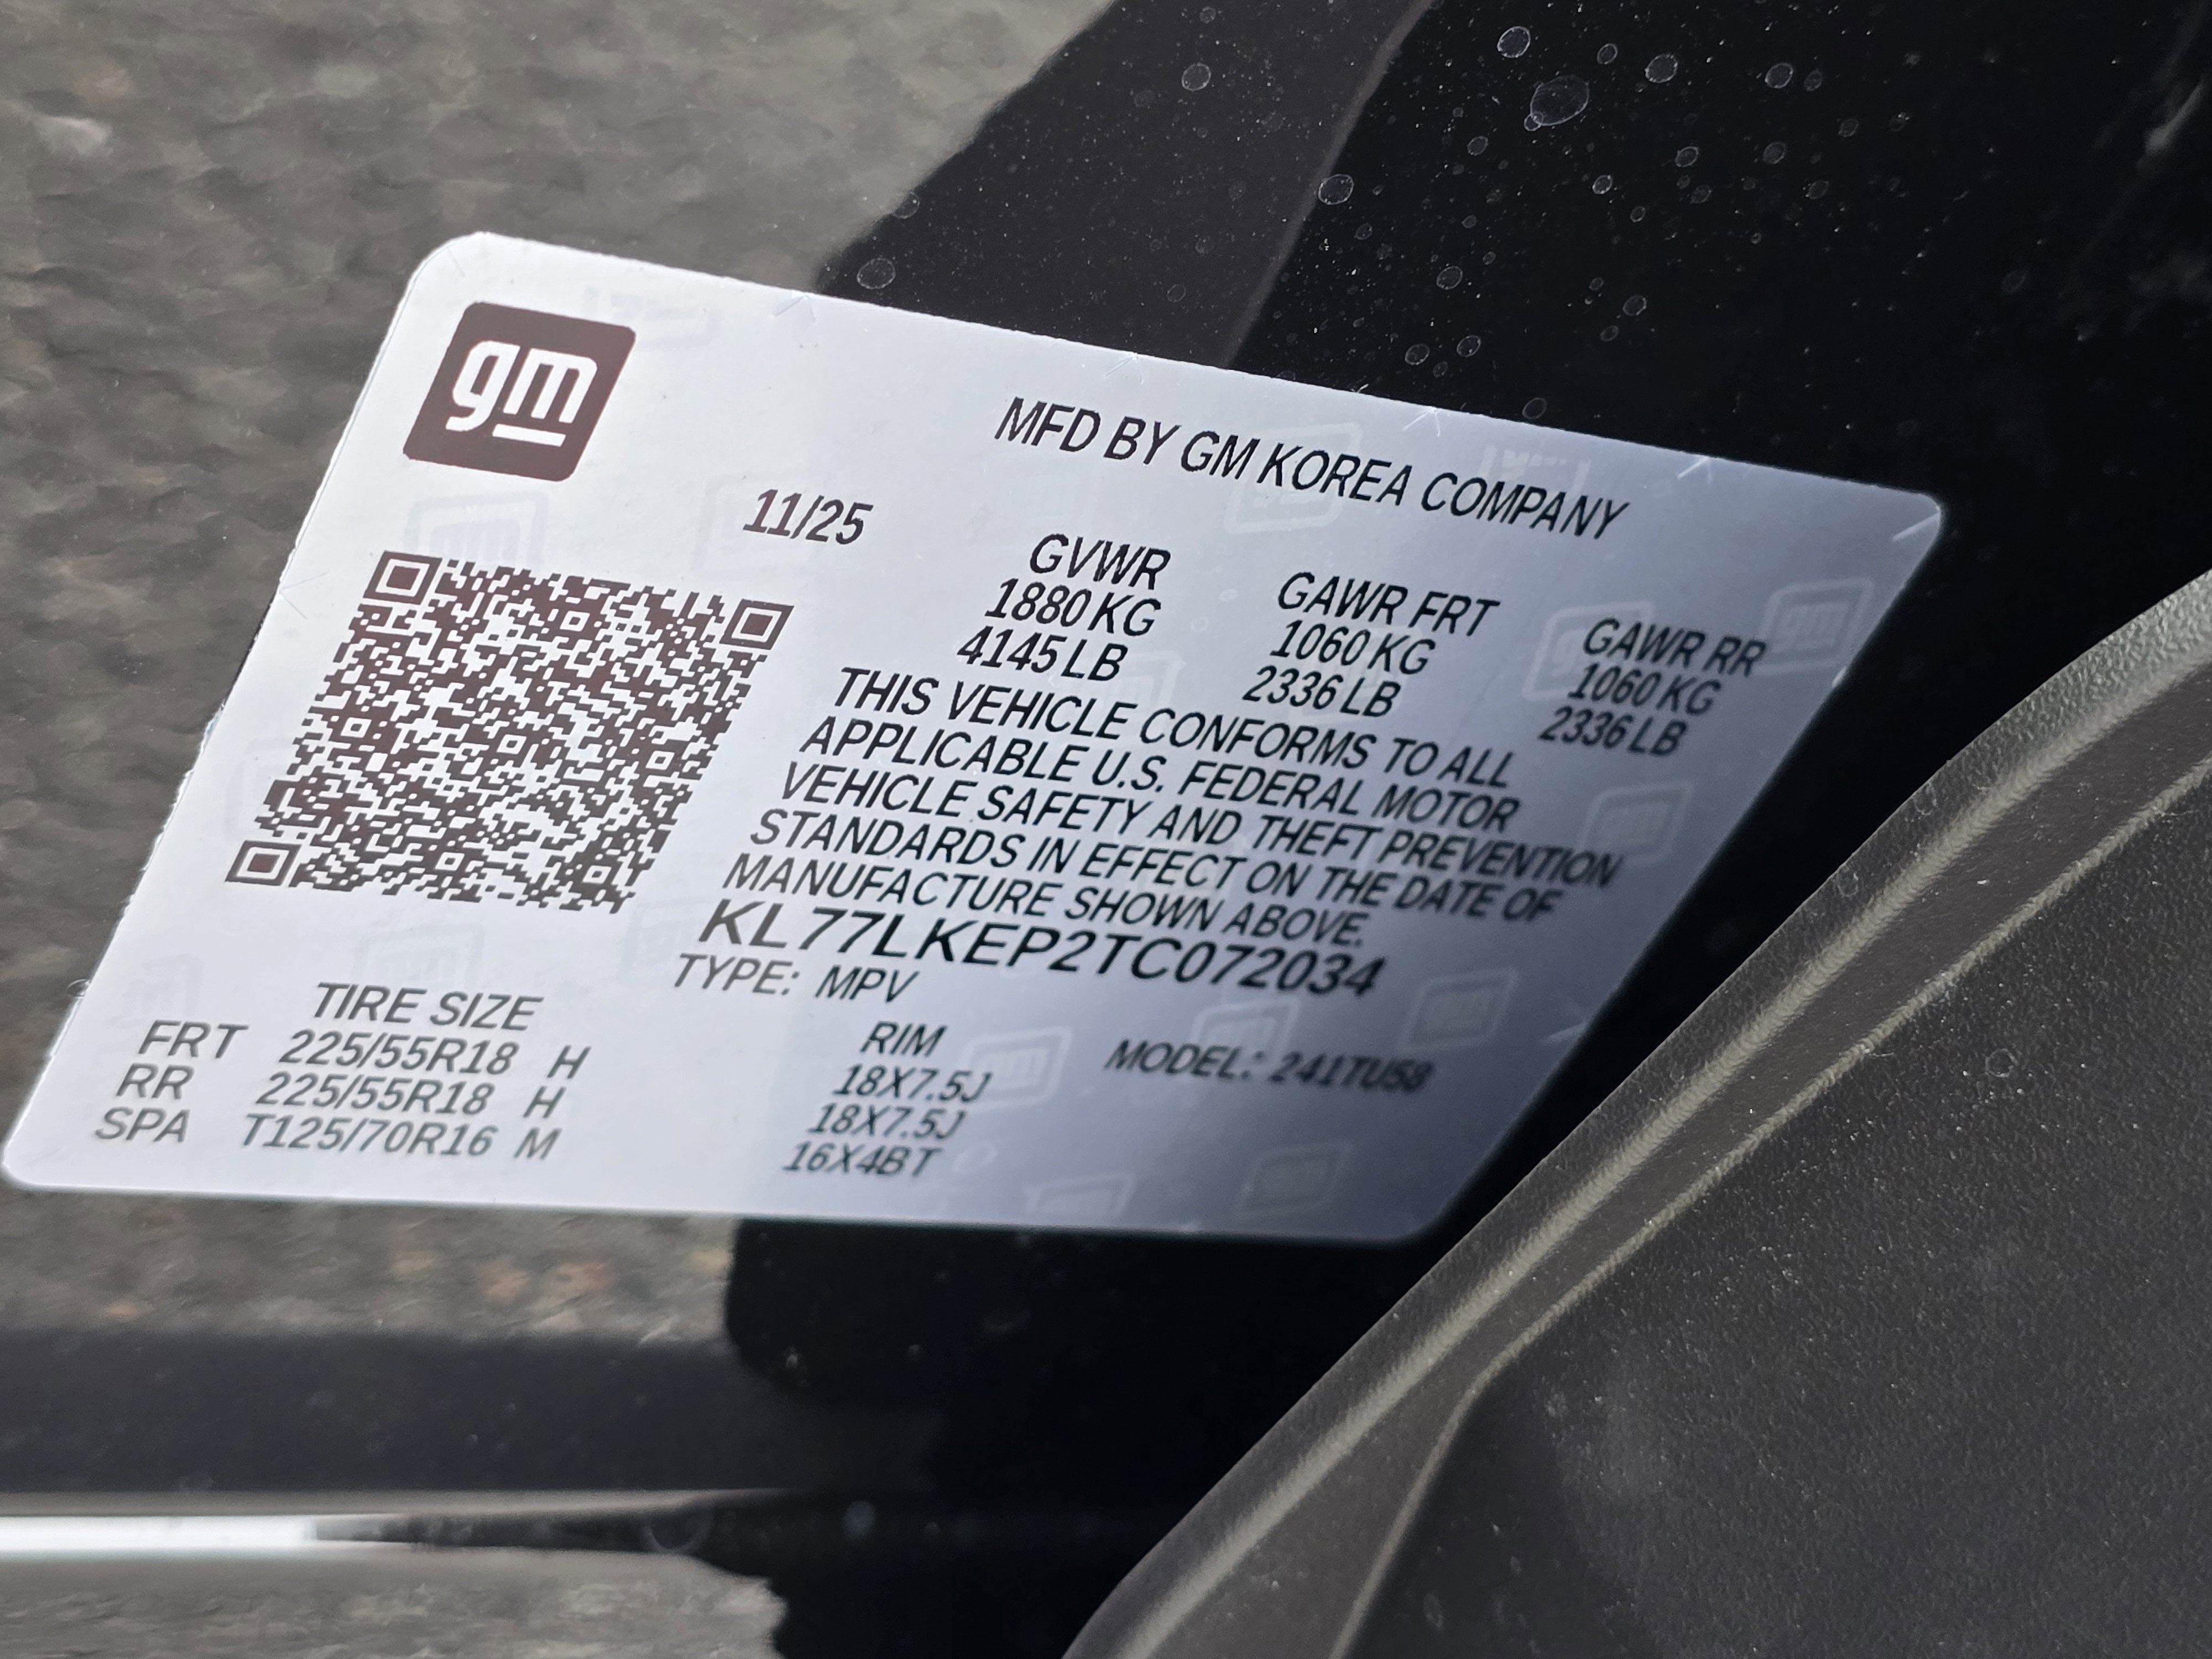 gm
MFD BY GM KOREA COMPANY
11/25
GVWR GAWR FRT GAWR RR
1880 KG 1060 KG 1060 KG
4145 LB 2336 LB 2336 LB
THIS VEHICLE CONFORMS TO ALL
APPLICABLE U.S. FEDERAL MOTOR
VEHICLE SAFETY AND THEFT PREVENTION
STANDARDS IN EFFECT ON THE DATE OF
MANUFACTURE SHOWN ABOVE.
KL77LKEP2TC072034
TYPE: MPV
MODEL: 241TU58
TIRE SIZE RIM
FRT 225/55R18 H 18X7.5J
RR 225/55R18 H 18X7.5J
SPA T125/70R16 M 16X4BT